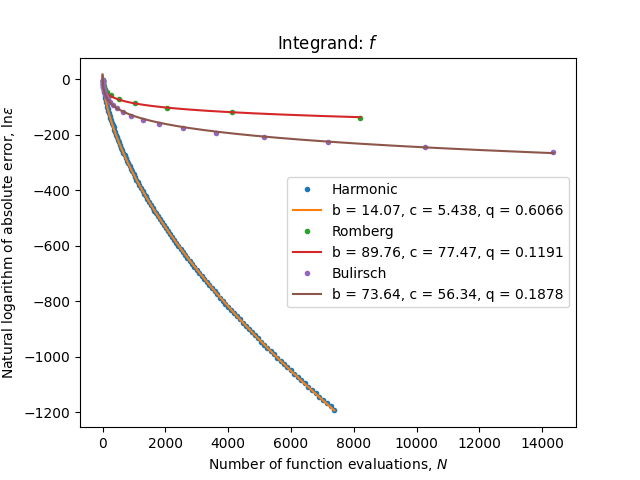 Integrand: f
Natural logarithm of absolute error, lnε
0
−200
−400
−600
−800
−1000
−1200
Harmonic
b = 14.07, c = 5.438, q = 0.6066
Romberg
b = 89.76, c = 77.47, q = 0.1191
Bulirsch
b = 73.64, c = 56.34, q = 0.1878
0 2000 4000 6000 8000 10000 12000 14000
Number of function evaluations, N